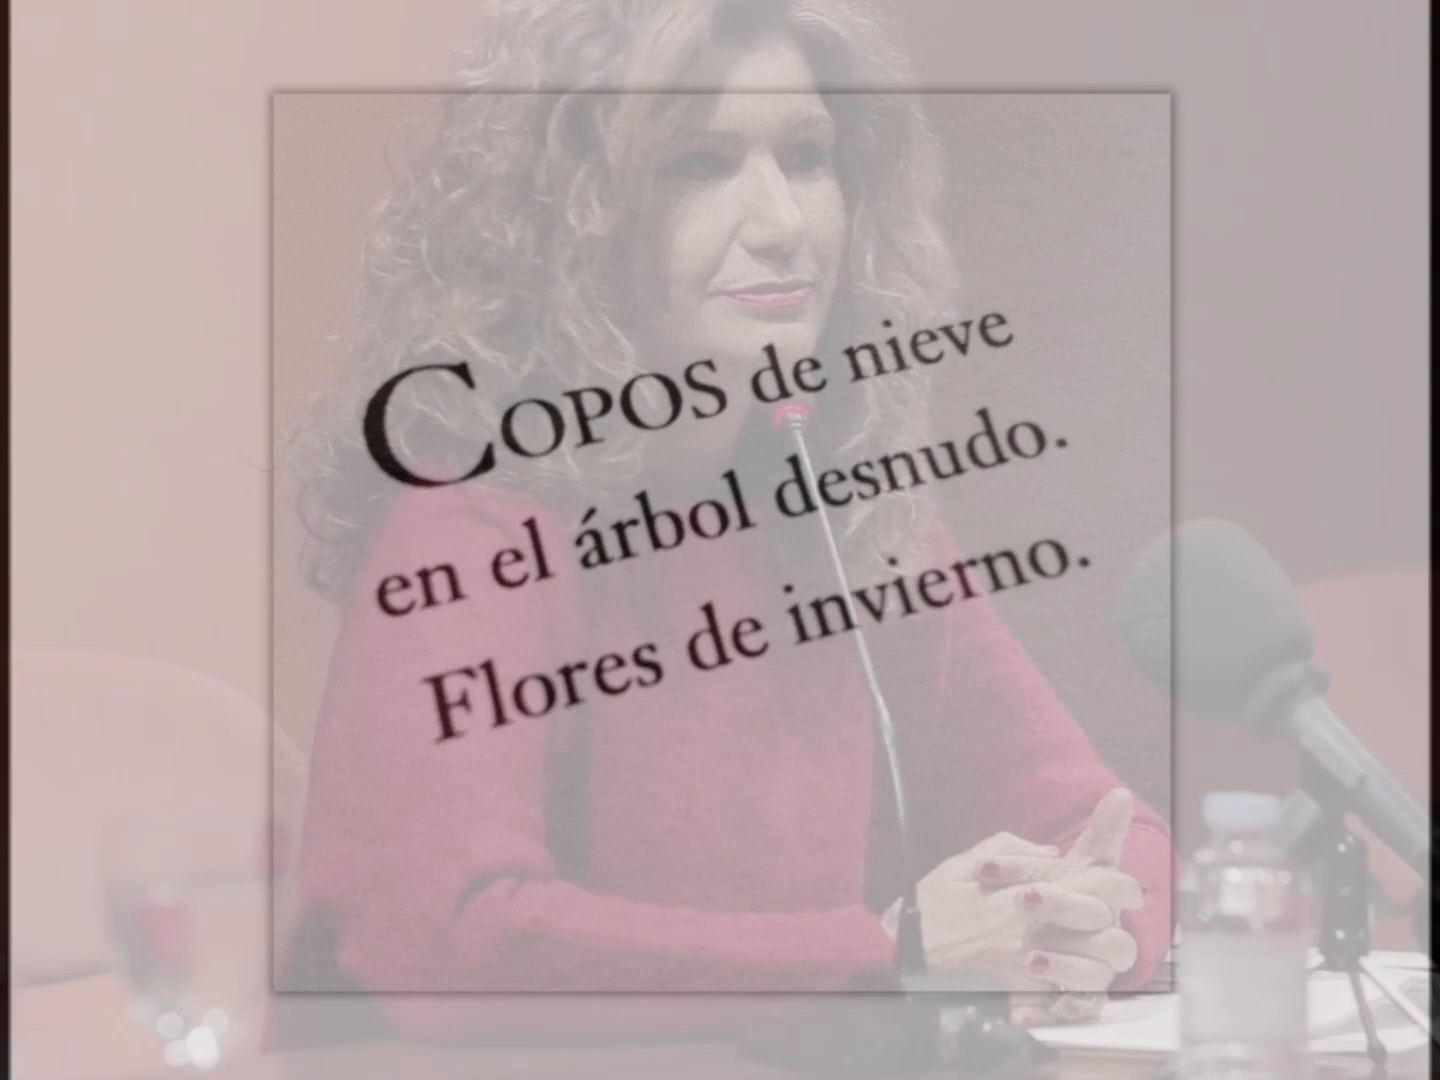 COPOS de nieve
en el árbol desnudo.
Flores de invierno.